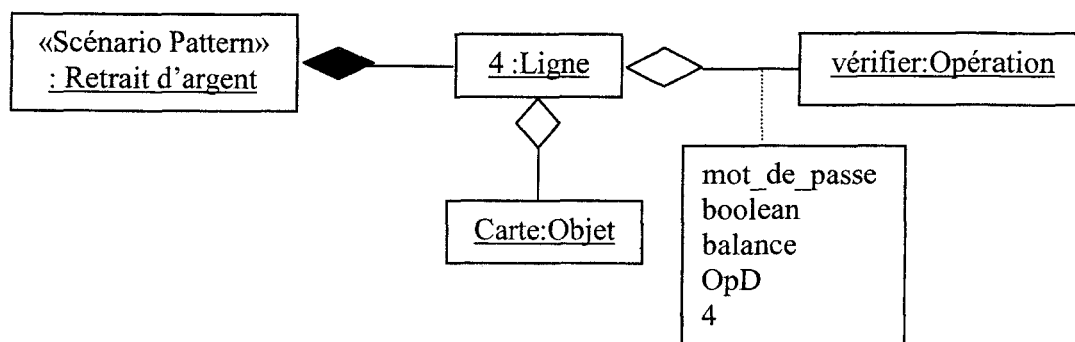 «Scénario Pattern»
: Retrait d'argent
4 :Ligne
vérifier:Opération
Carte:Objet
mot_de_passe
boolean
balance
OpD
4